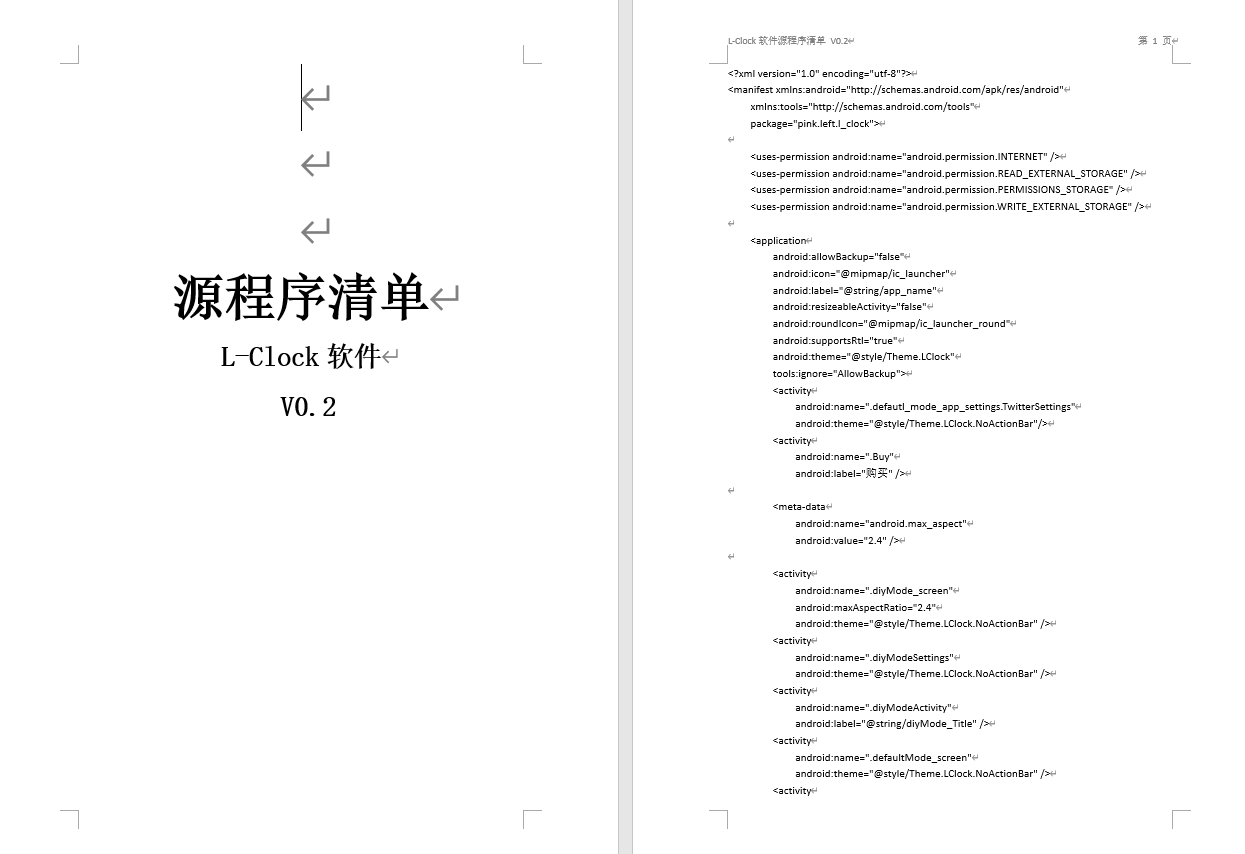 源程序清单
L-Clock 软件
V0.2
L-Clock 软件源程序清单 V0.2
第 1 页
<?xml version="1.0" encoding="utf-8"?>
<manifest xmlns:android="http://schemas.android.com/apk/res/android"
xmlns:tools="http://schemas.android.com/tools"
package="pink.left.l_clock">
<uses-permission android:name="android.permission.INTERNET" />
<uses-permission android:name="android.permission.READ_EXTERNAL_STORAGE" />
<uses-permission android:name="android.permission.PERMISSIONS_STORAGE" />
<uses-permission android:name="android.permission.WRITE_EXTERNAL_STORAGE" />
<application
android:allowBackup="false"
android:icon="@mipmap/ic_launcher"
android:label="@string/app_name"
android:resizeableActivity="false"
android:roundIcon="@mipmap/ic_launcher_round"
android:supportsRtl="true"
android:theme="@style/Theme.LClock"
tools:ignore="AllowBackup">
<activity
android:name=".defautl_mode_app_settings.TwitterSettings"
android:theme="@style/Theme.LClock.NoActionBar"/>
<activity
android:name=".Buy"
android:label="购买" />
<meta-data
android:name="android.max_aspect"
android:value="2.4" />
<activity
android:name=".diyMode_screen"
android:maxAspectRatio="2.4"
android:theme="@style/Theme.LClock.NoActionBar" />
<activity
android:name=".diyModeSettings"
android:theme="@style/Theme.LClock.NoActionBar" />
<activity
android:name=".diyModeActivity"
android:label="@string/diyMode_Title" />
<activity
android:name=".defaultMode_screen"
android:theme="@style/Theme.LClock.NoActionBar" />
<activity